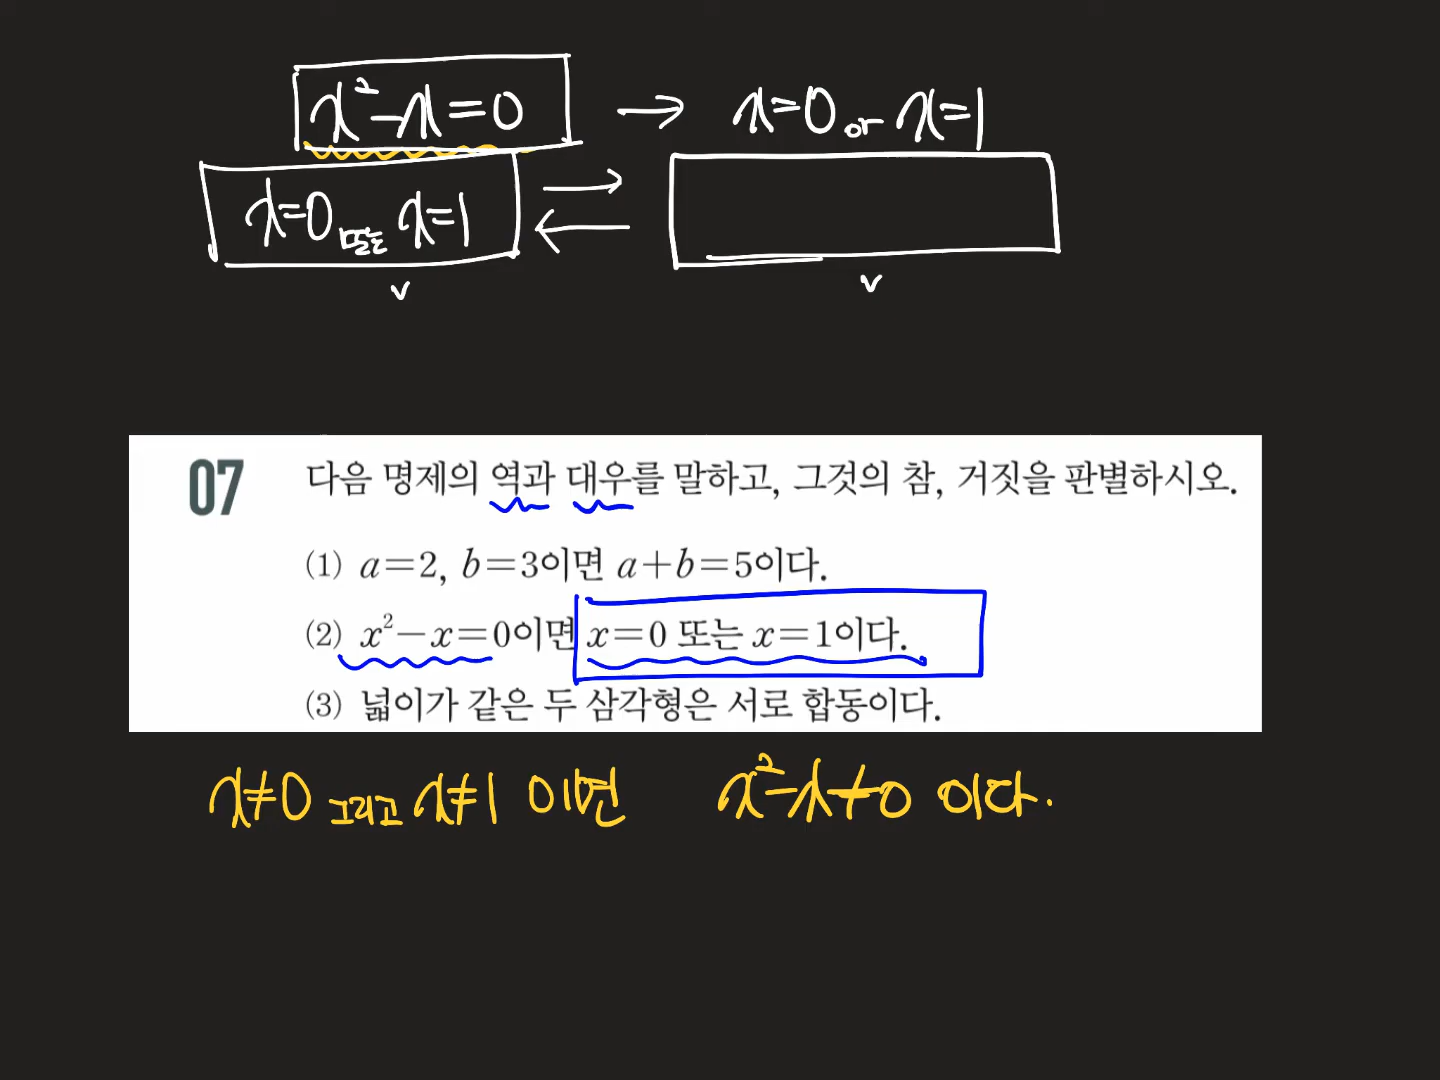 x²-x=0 → x=0 or x=1
x=0 또는 x=1 ⇄
v v
07 다음 명제의 역과 대우를 말하고, 그것의 참, 거짓을 판별하시오.
(1) a=2, b=3이면 a+b=5이다.
(2) x²-x=0이면 x=0 또는 x=1이다.
(3) 넓이가 같은 두 삼각형은 서로 합동이다.
x≠0 그리고 x≠1 이면 x²-x≠0 이다.